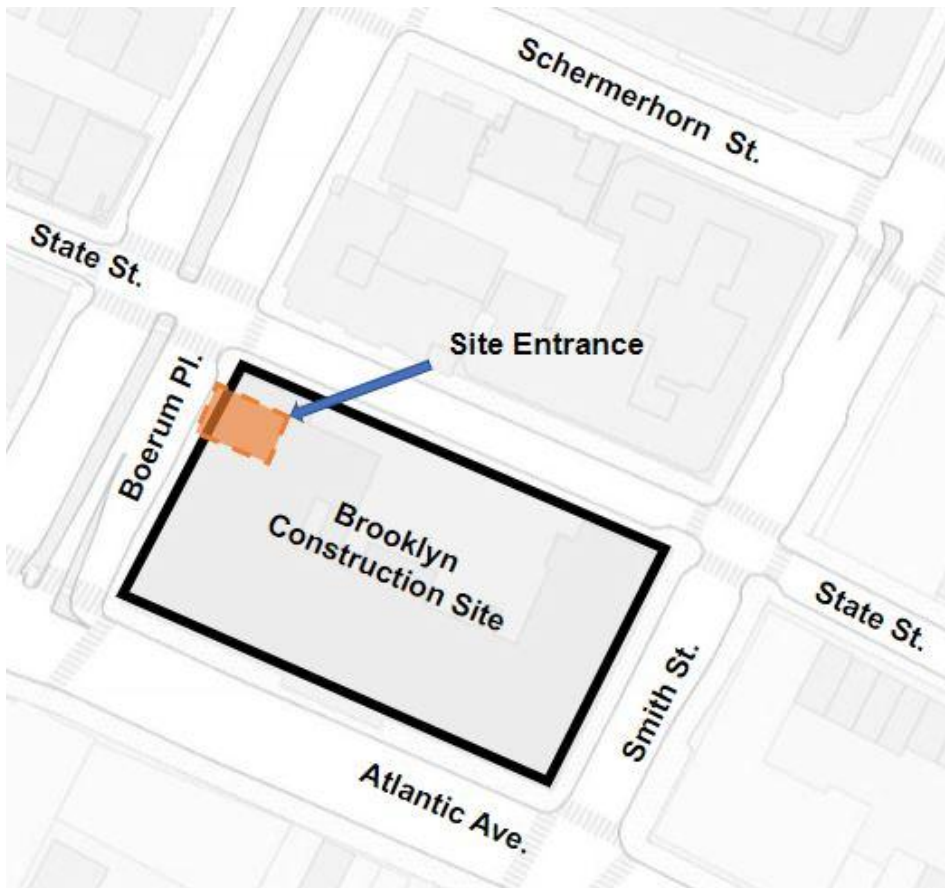 Schermerhorn St.
State St.
Site Entrance
Boerum Pl.
Brooklyn
Construction Site
State St.
Smith St.
Atlantic Ave.